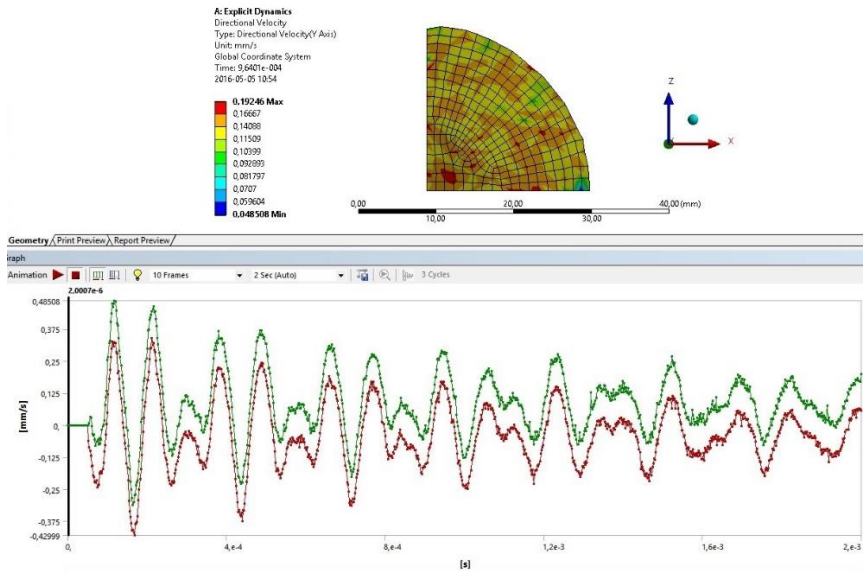 A: Explicit Dynamics
Directional Velocity
Type: Directional Velocity(Y Axis)
Unit: mm/s
Global Coordinate System
Time: 9,6401e-004
2016-05-05 10:54
0,19246 Max
0,16667
0,14088
0,11509
0,10399
0,092893
0,081797
0,0707
0,059604
0,048508 Min
Z
X
0,00
20,00
40,00 (mm)
10,00
30,00
Geometry / Print Preview \ Report Preview /
Graph
Animation
10 Frames
2 Sec (Auto)
3 Cycles
2,0007e-6
0,48508
0,375
0,25
0,125
0,
-0,125
-0,25
-0,375
-0,42999
[mm/s]
0,
4,e-4
8,e-4
1,2e-3
1,6e-3
2,e-3
[s]